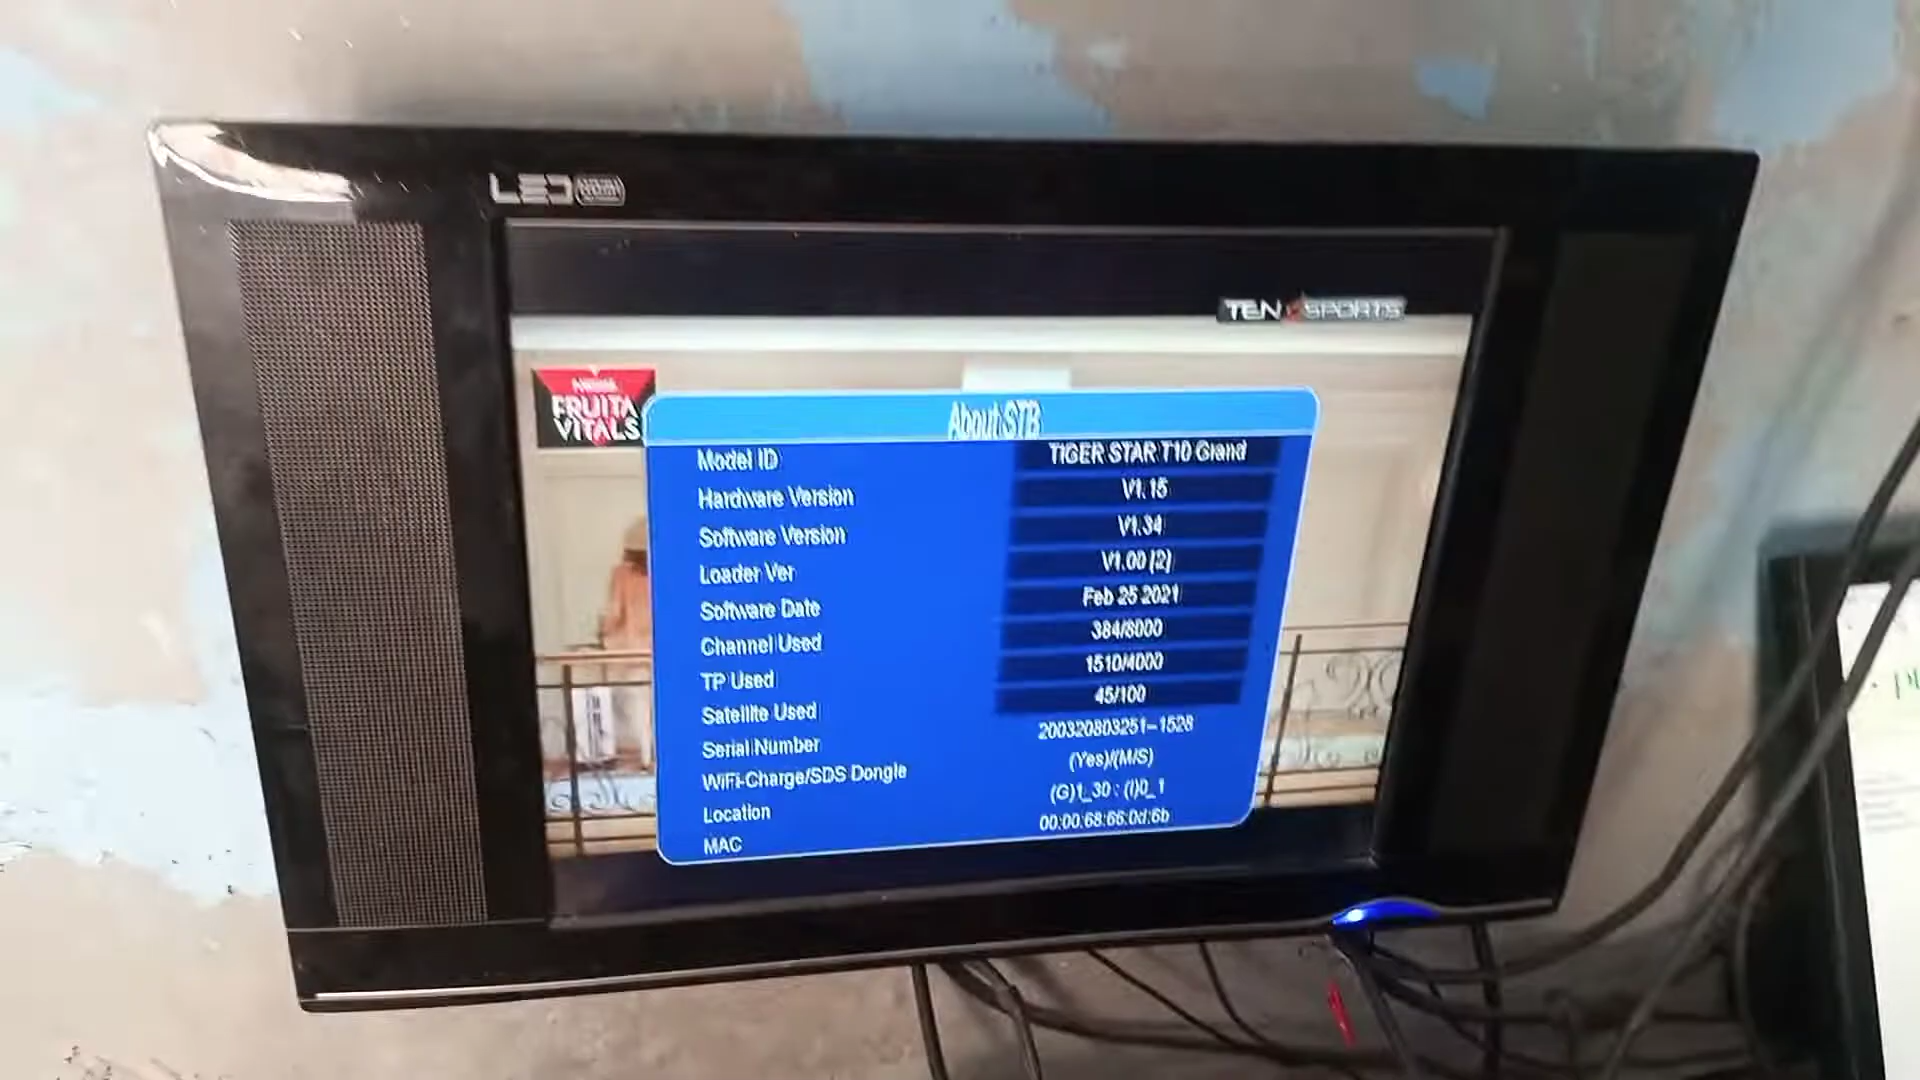 LED
TEN SPORTS
FRUITA
VITALS
About STB
Model ID TIGER STAR T10 Grand
Hardware Version V1.15
Software Version V1.34
Loader Ver V1.00 [2]
Software Date Feb 25 2021
Channel Used 384/8000
TP Used 1510/4000
Satellite Used 45/100
Serial Number 200320803251-1528
WiFi-Charge/SDS Dongle (Yes)/(M/S)
Location (G)1_30 : (I)0_1
MAC 00:00:68:66:0d:6b